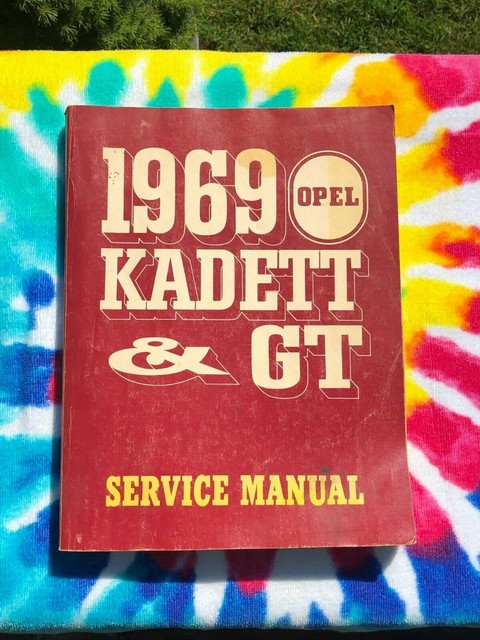 1969 OPEL
KADETT
& GT
SERVICE MANUAL